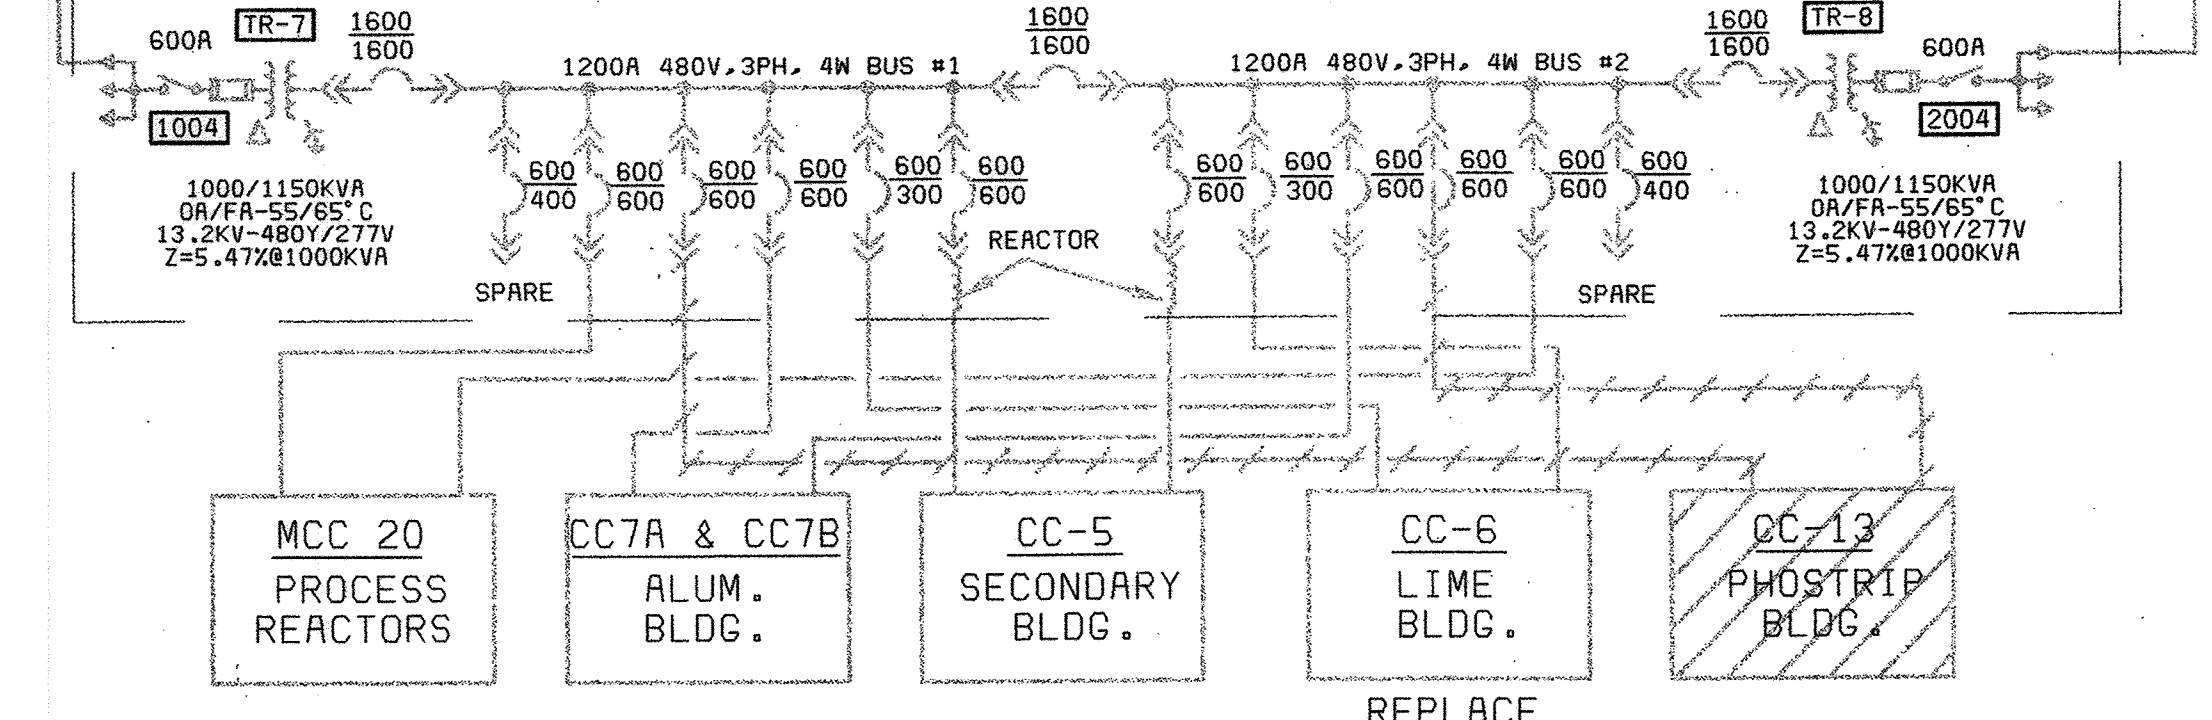 1600
1600
TR-7
1600
1600
TR-8
600A
1600
1600
600A
1200A 480V,3PH, 4W BUS #1
1200A 480V,3PH, 4W BUS #2
1004
2004
600
400
600
600
600
600
600
600
600
300
600
600
600
600
600
300
600
600
600
600
600
600
600
400
1000/1150KVA
OA/FA-55/65°C
13.2KV-480Y/277V
Z=5.47%@1000KVA
1000/1150KVA
OA/FA-55/65°C
13.2KV-480Y/277V
Z=5.47%@1000KVA
REACTOR
SPARE
SPARE
MCC 20
PROCESS
REACTORS
CC7A & CC7B
ALUM.
BLDG.
CC-5
SECONDARY
BLDG.
CC-6
LIME
BLDG.
CC-13
PHOSTRIP
BLDG.
REPLACE